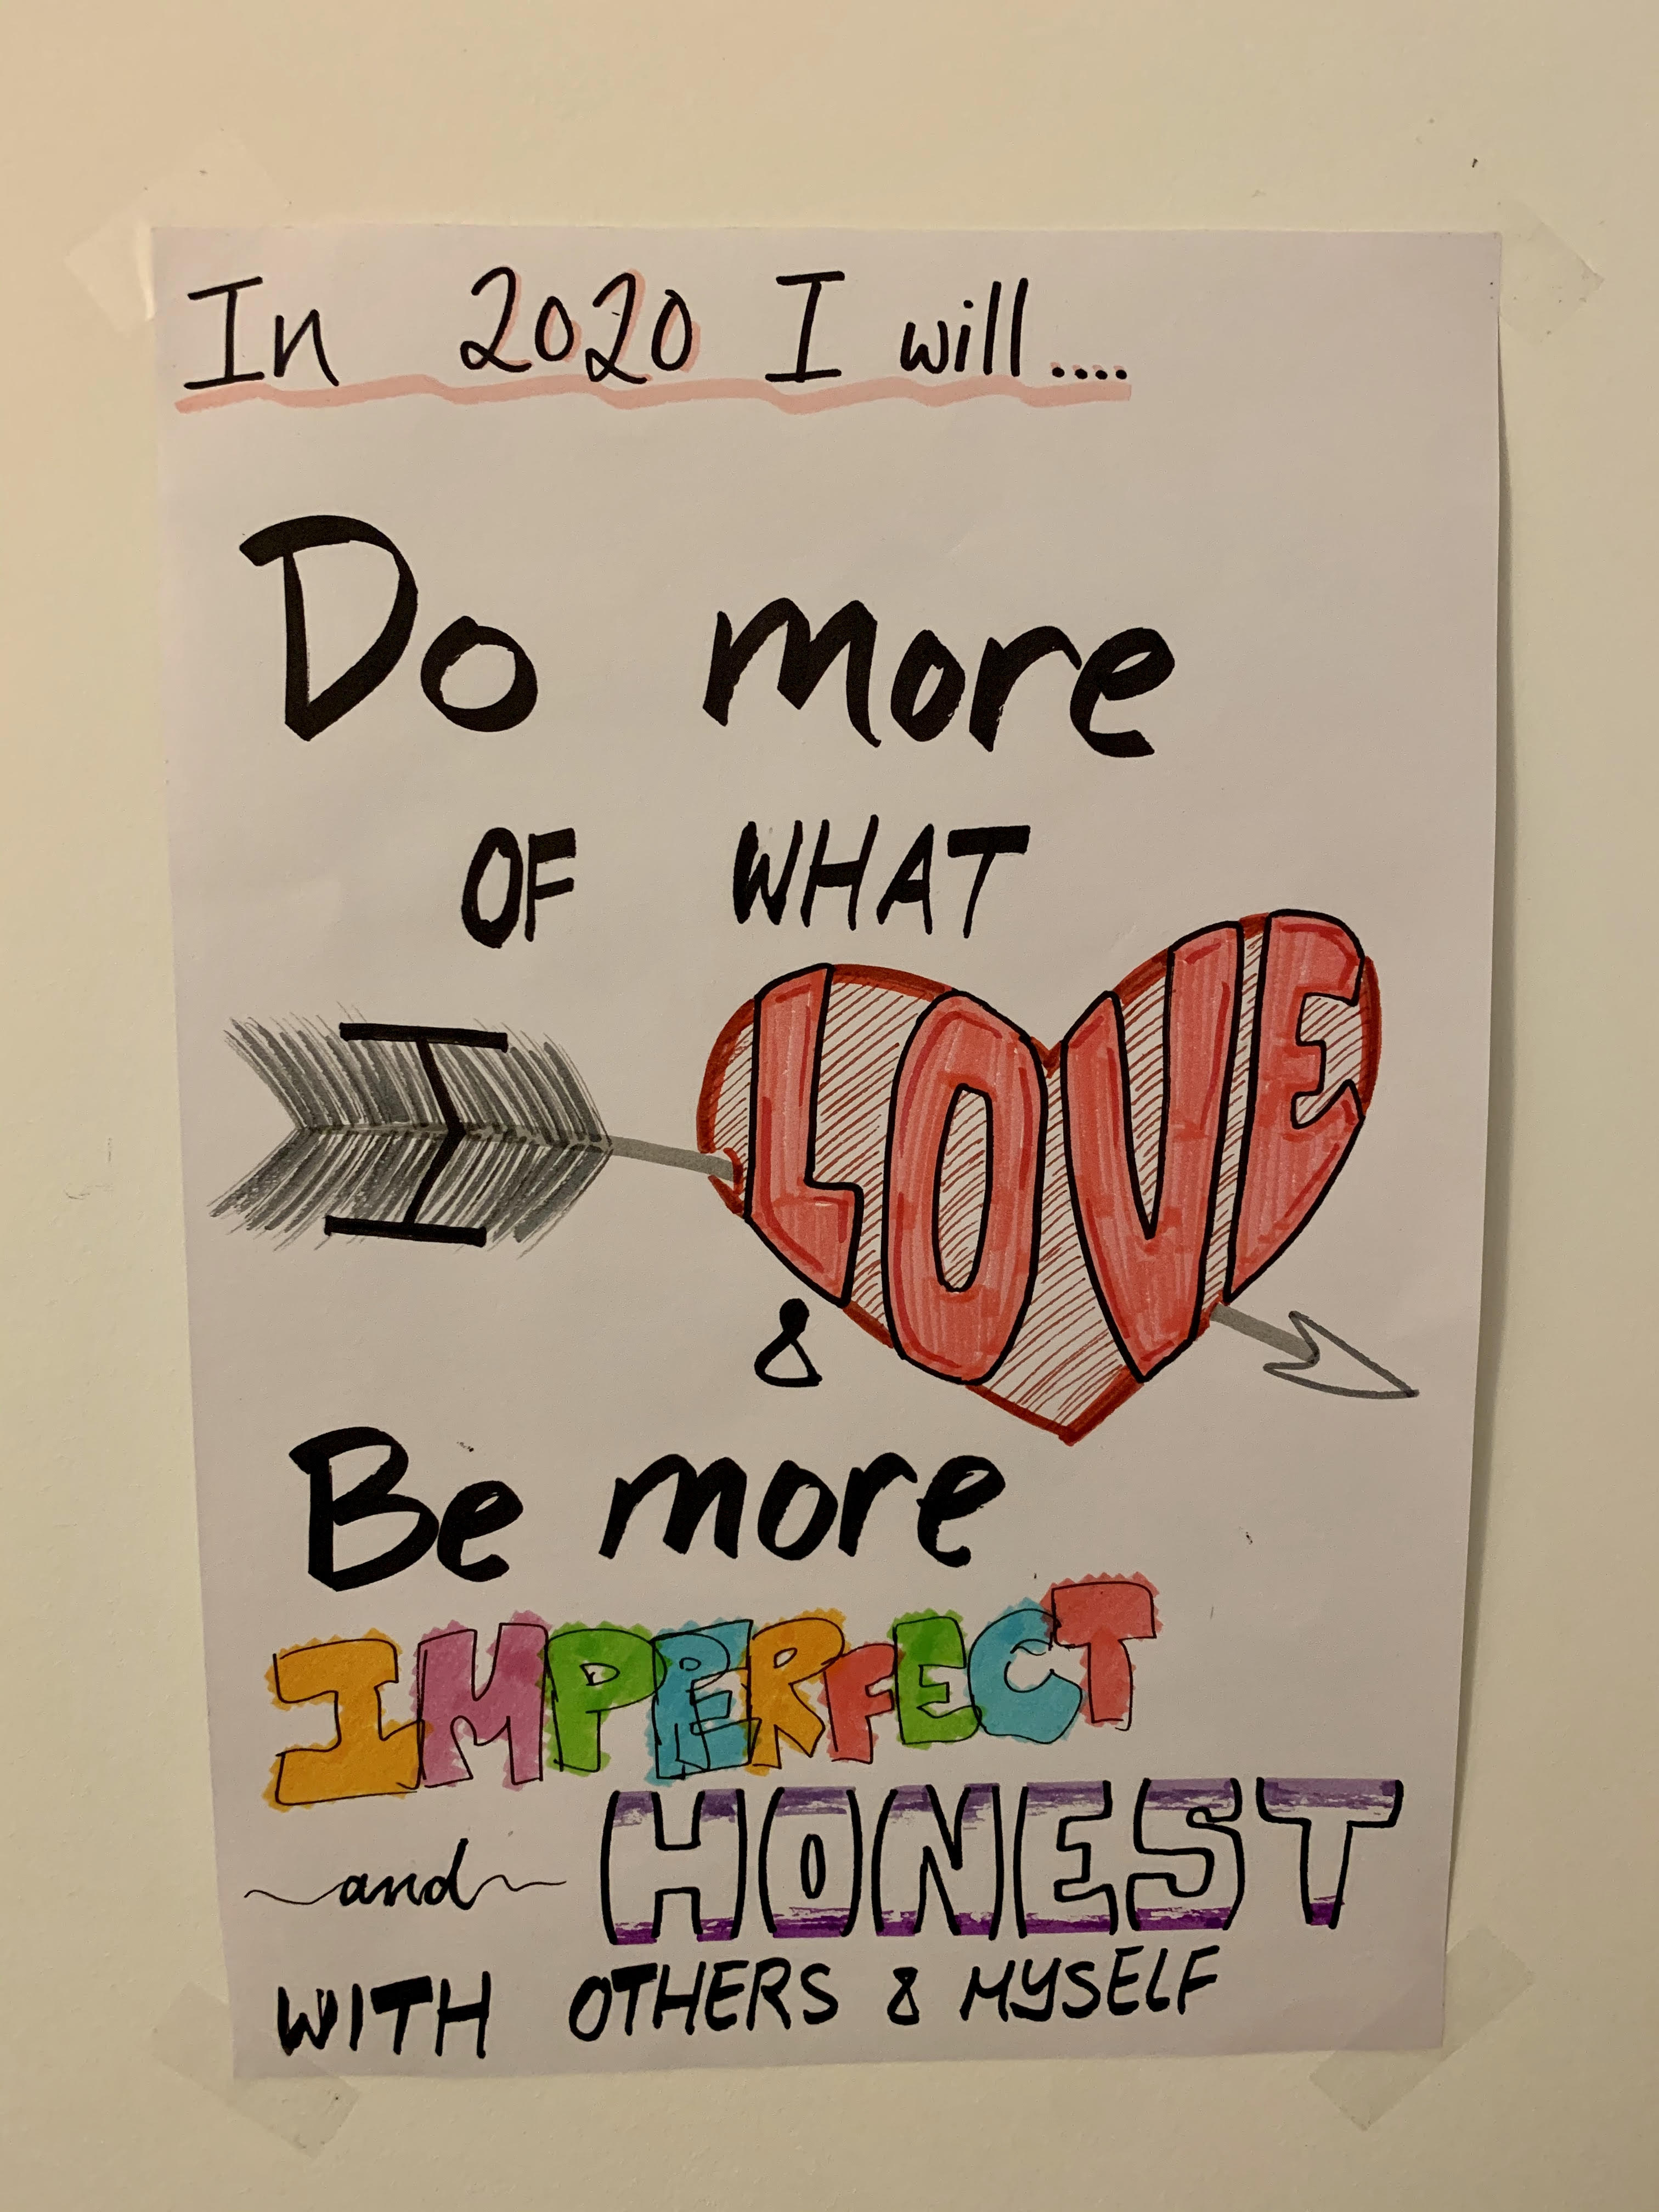 In 2020 I will....
Do more
OF WHAT
I LOVE
&
Be more
IMPERFECT
and HONEST
WITH OTHERS & MYSELF